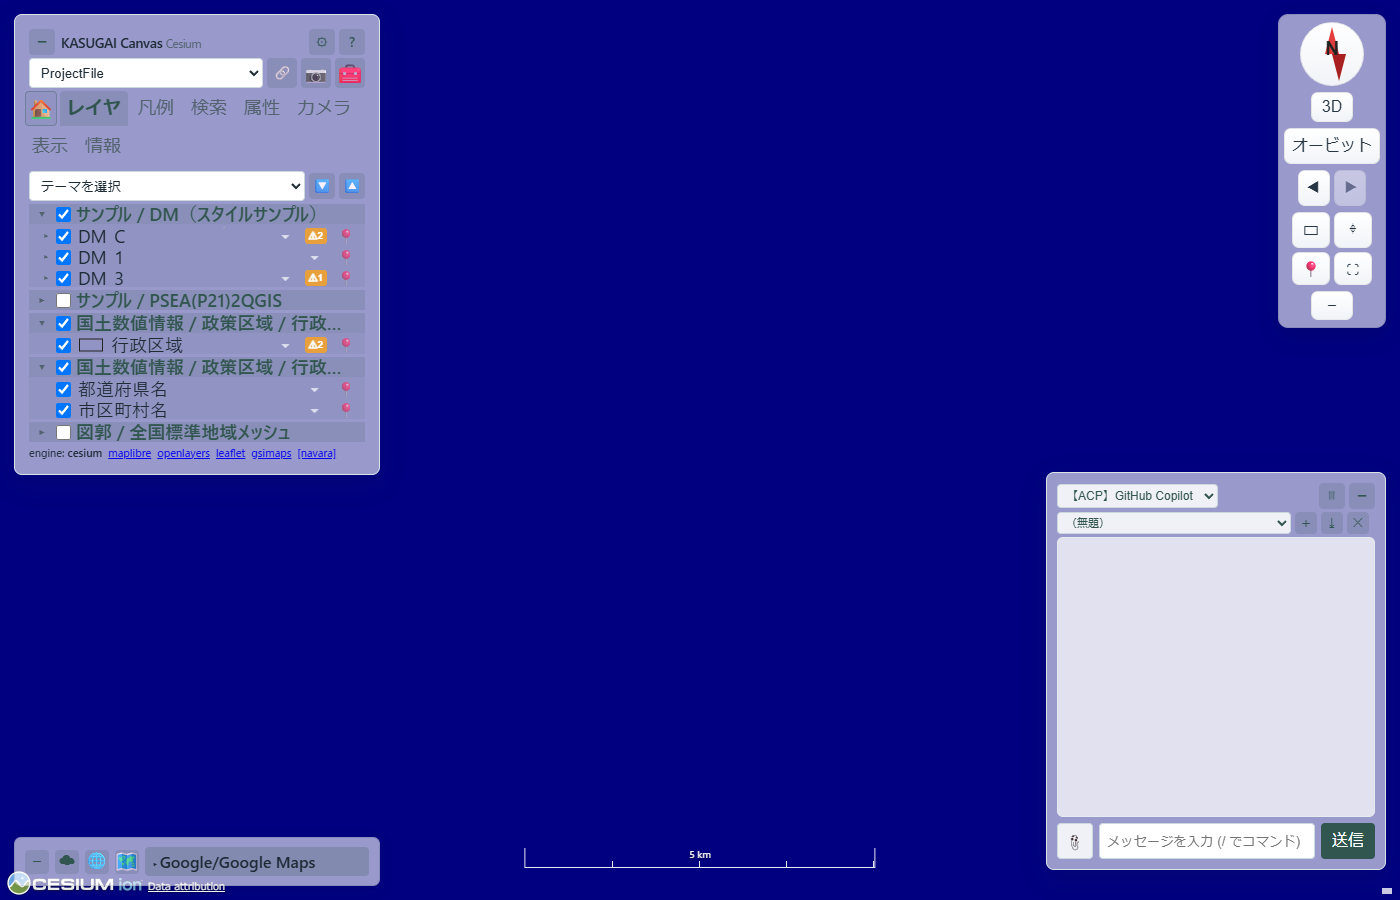 KASUGAI Canvas Cesium
ProjectFile
レイヤ 凡例 検索 属性 カメラ
表示 情報
テーマを選択
サンプル / DM（スタイルサンプル）
DM C 2
DM 1
DM 3 1
サンプル / PSEA(P21)2QGIS
国土数値情報 / 政策区域 / 行政...
行政区域 2
国土数値情報 / 政策区域 / 行政...
都道府県名
市区町村名
図郭 / 全国標準地域メッシュ
engine: cesium maplibre openlayers leaflet gsimaps [navara]
N
3D
オービット
【ACP】GitHub Copilot
（無題）
メッセージを入力 (/ でコマンド) 送信
Google/Google Maps
CESIUM ion Data attribution
5 km